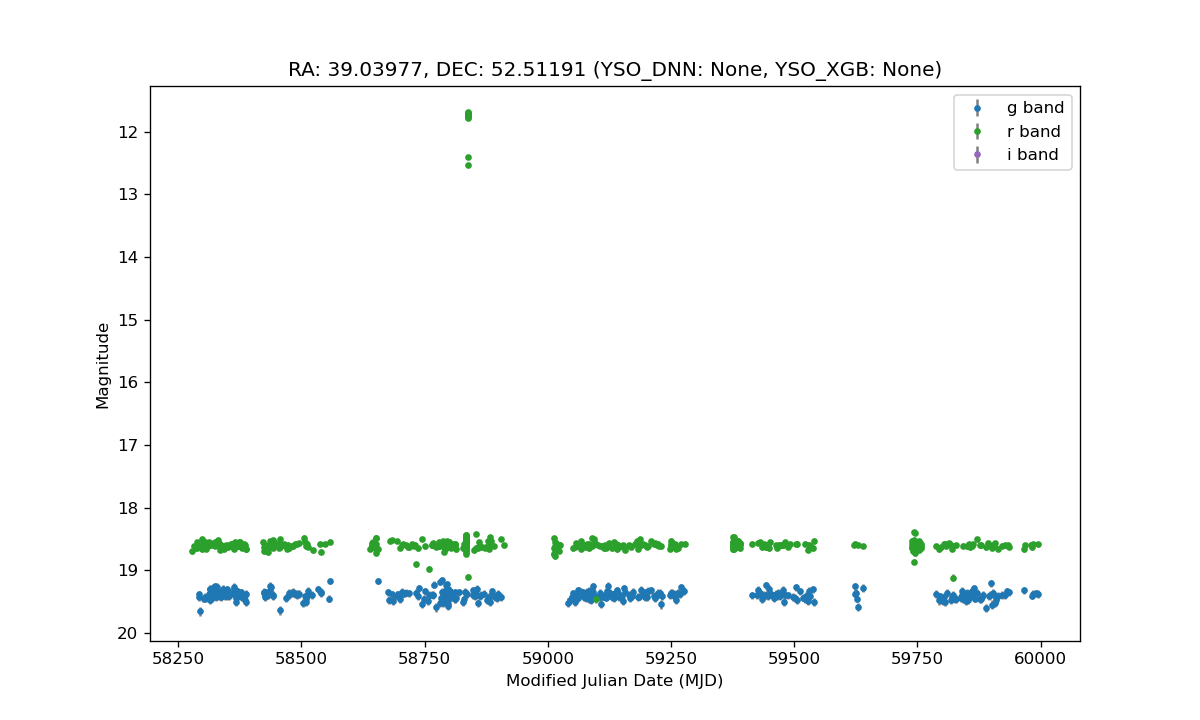 RA: 39.03977, DEC: 52.51191 (YSO_DNN: None, YSO_XGB: None)
g band
r band
i band
12
13
14
15
16
17
18
19
20
Magnitude
58250 58500 58750 59000 59250 59500 59750 60000
Modified Julian Date (MJD)